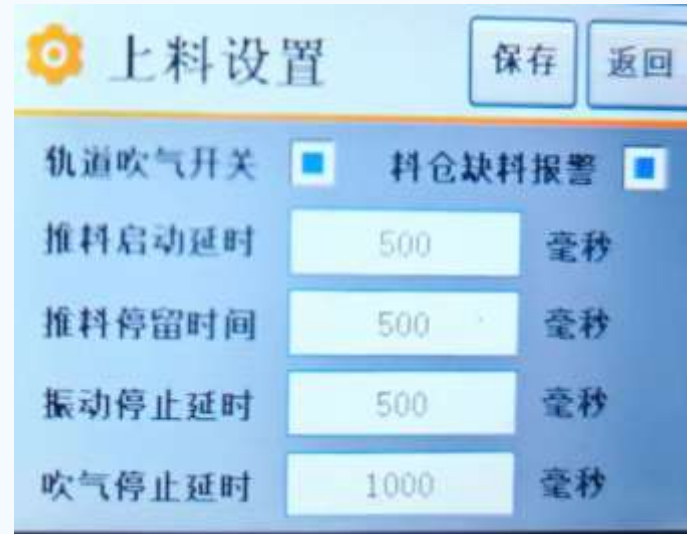 上料设置 保存 返回
轨道吹气开关 料仓缺料报警
推料启动延时 500 毫秒
推料停留时间 500 毫秒
振动停止延时 500 毫秒
吹气停止延时 1000 毫秒